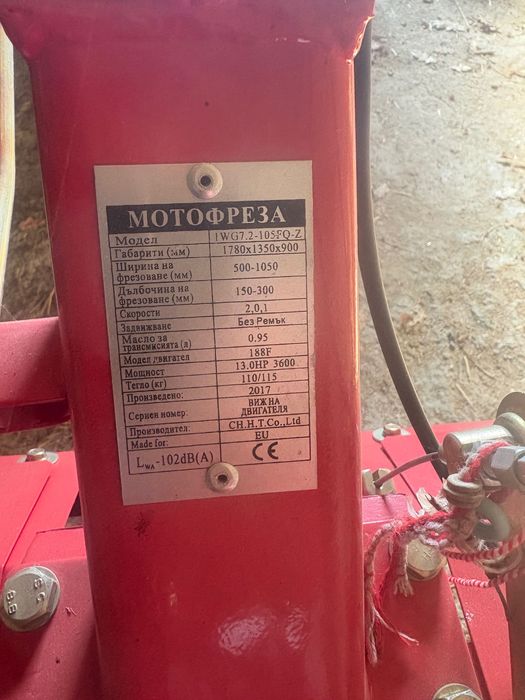 МОТОФРЕЗА
Модел 1WG7.2-105FQ-Z
Габарити (мм) 1780x1350x900
Ширина на фрезоване (мм) 500-1050
Дълбочина на фрезоване (мм) 150-300
Скорости 2,0,1
Задвижване Без Ремък
Масло за трансмисията (л) 0.95
Модел двигател 188F
Мощност 13.0HP 3600
Тегло (кг) 110/115
Произведено: 2017
Сериен номер: ВИЖ НА ДВИГАТЕЛЯ
Производител: CH.H.T.Co.,Ltd
Made for: EU
LWA-102dB(A) CE
8.8